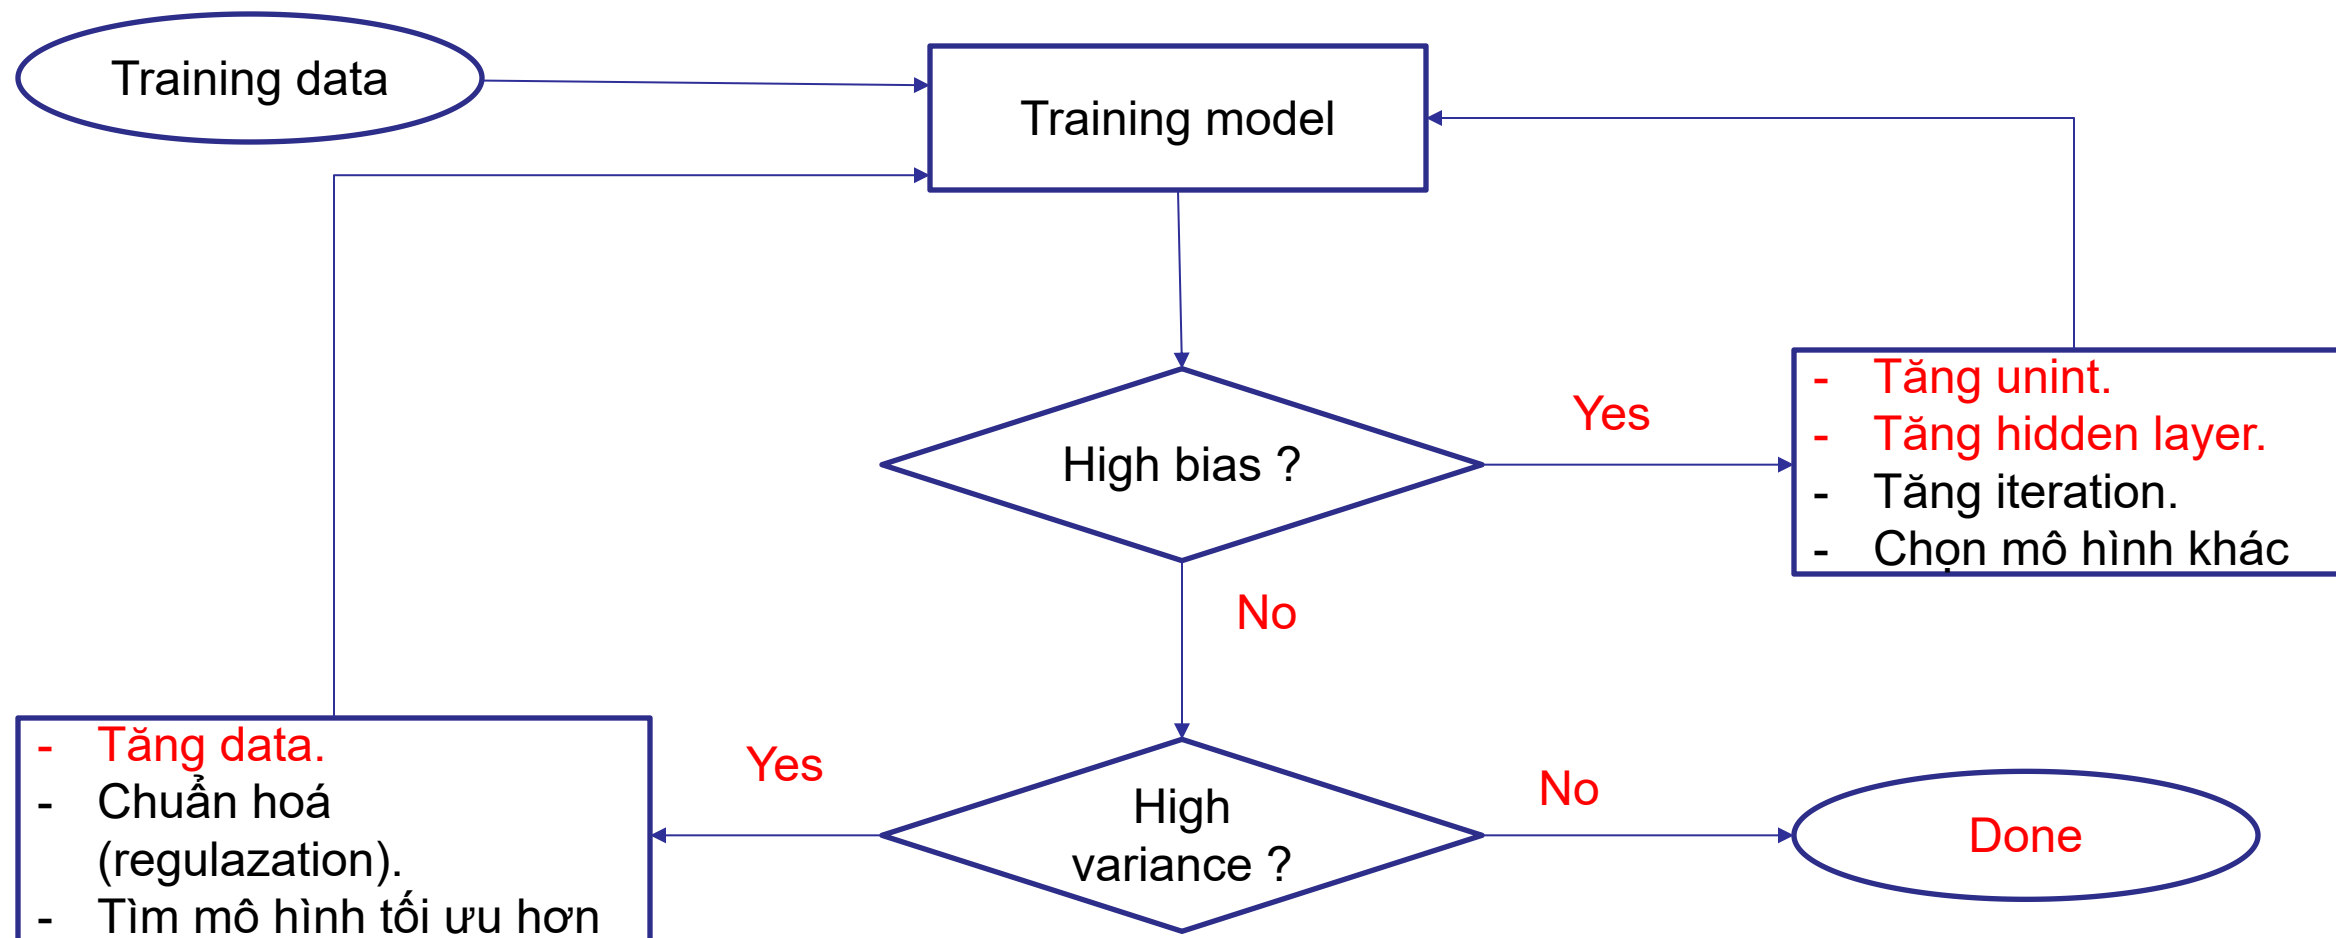 Training data
Training model
High bias ?
Yes
- Tăng unint.
- Tăng hidden layer.
- Tăng iteration.
- Chọn mô hình khác
No
High
variance ?
Yes
- Tăng data.
- Chuẩn hoá
(regulazation).
- Tìm mô hình tối ưu hơn
No
Done